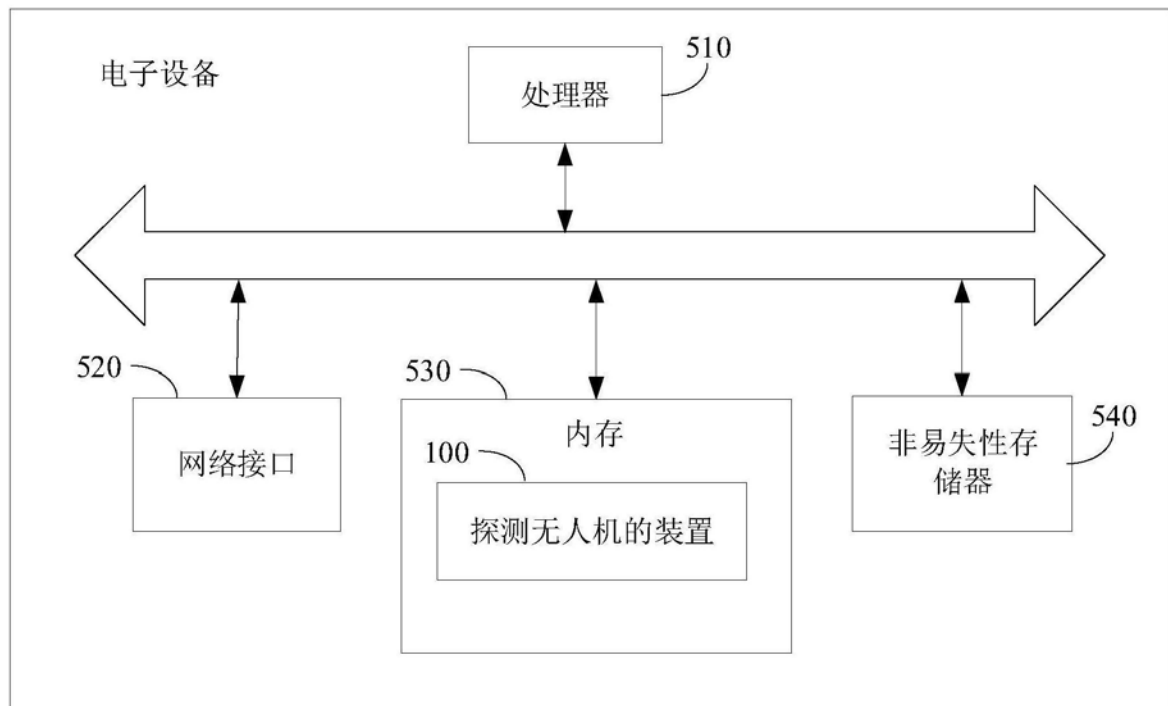 电子设备
510
处理器
520
网络接口
530
内存
100
探测无人机的装置
540
非易失性存
储器